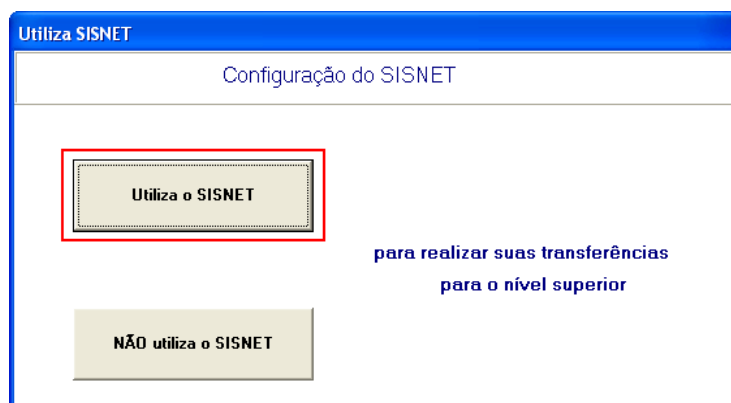 Utiliza SISNET
Configuração do SISNET
Utiliza o SISNET
para realizar suas transferências
para o nível superior
NÃO utiliza o SISNET